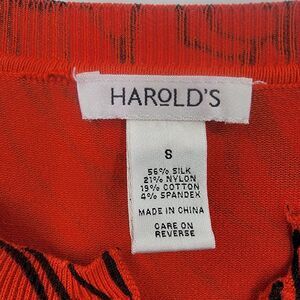 HAROLD'S
S
56% SILK
21% NYLON
19% COTTON
4% SPANDEX
MADE IN CHINA
CARE ON
REVERSE